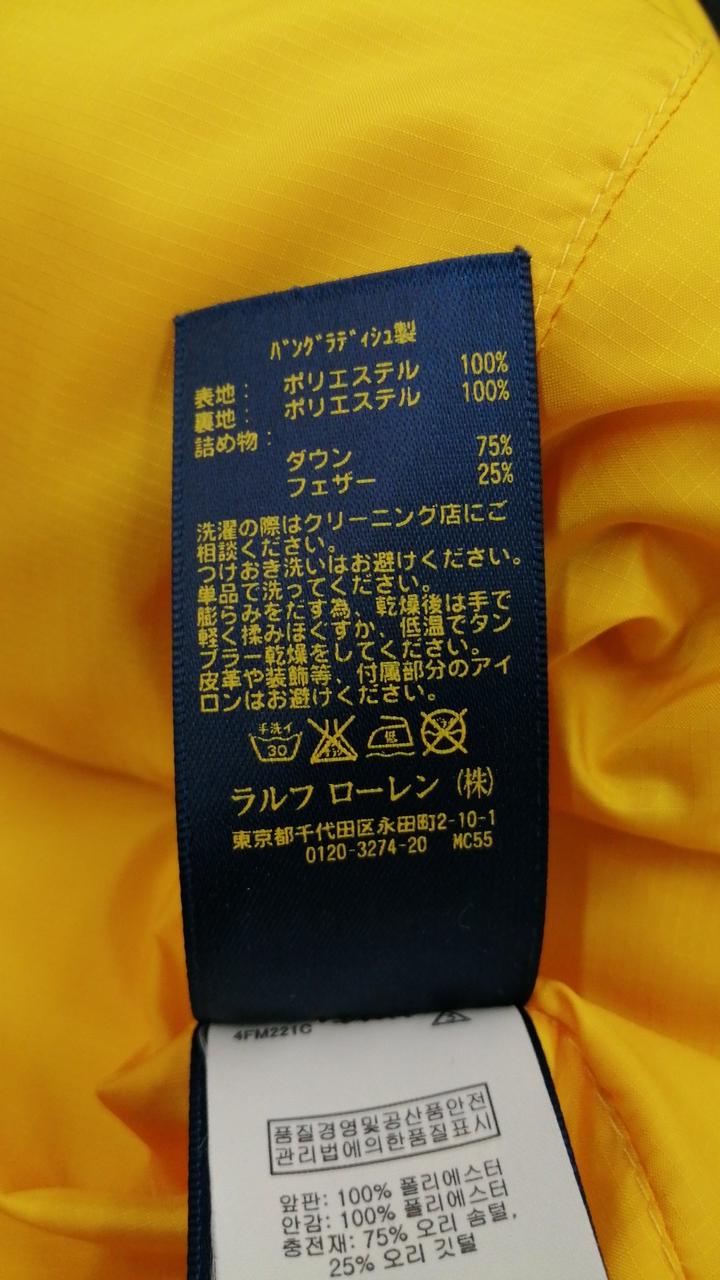 ﾊﾞﾝｸﾞﾗﾃﾞｨｼｭ製
表地: ポリエステル 100%
裏地: ポリエステル 100%
詰め物:
ダウン 75%
フェザー 25%
洗濯の際はクリーニング店にご
相談ください。
つけおき洗いはお避けください。
単品で洗ってください。
膨らみをだす為、乾燥後は手で
軽く揉みほぐすか、低温でタン
ブラー乾燥をしてください。
皮革や装飾等、付属部分のアイ
ロンはお避けください。
手洗イ
30
低
ラルフ ローレン (株)
東京都千代田区永田町2-10-1
0120-3274-20 MC55
4FM221C
품질경영및공산품안전
관리법에의한품질표시
앞판: 100% 폴리에스터
안감: 100% 폴리에스터
충전재: 75% 오리 솜털,
25% 오리 깃털